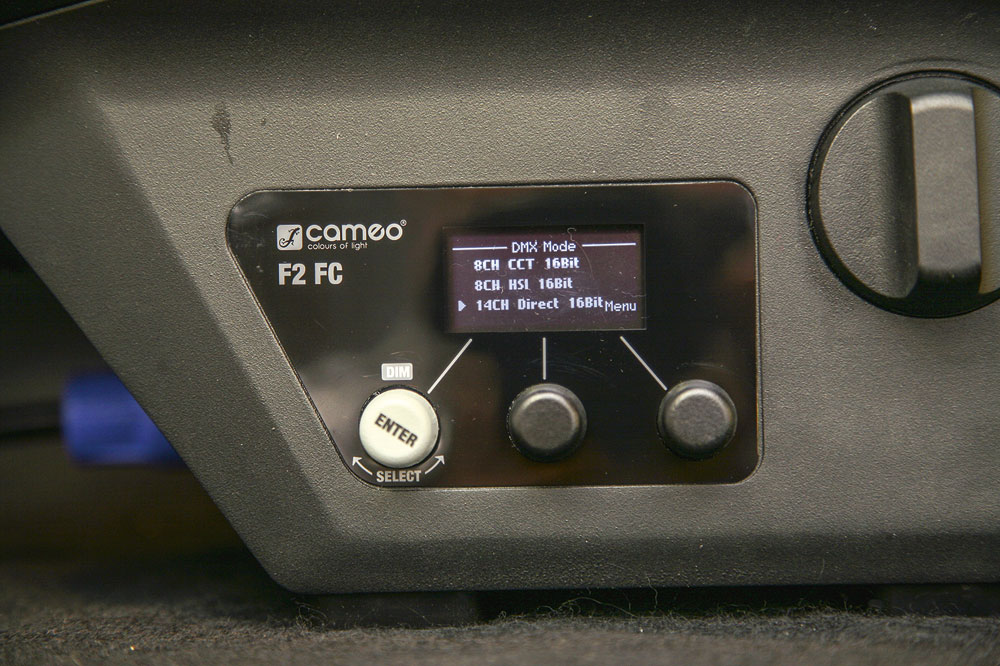 cameo®
colours of light
F2 FC
DMX Mode
8CH CCT 16Bit
8CH HSI 16Bit
14CH Direct 16Bit
Menu
DIM
ENTER
SELECT